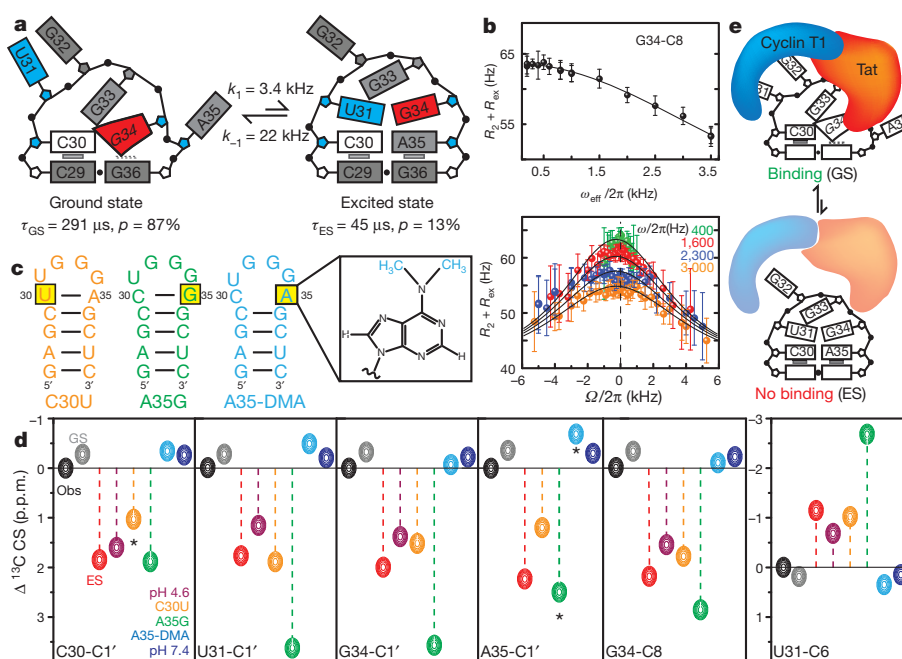 a
G32
U31
G33
G34
A35
C30
C29
G36
Ground state
τGS = 291 μs, p = 87%
k1 = 3.4 kHz
k–1 = 22 kHz
G32
G33
U31
G34
C30
A35
C29
G36
Excited state
τES = 45 μs, p = 13%
b
G34-C8
R2 + Rex (Hz)
65
55
0.5 1.0 1.5 2.0 2.5 3.0 3.5
ωeff/2π (kHz)
ω/2π(Hz)
400
1,600
2,300
3,000
R2 + Rex (Hz)
60
50
40
–6 –4 –2 0 2 4 6
Ω/2π (kHz)
c
U G G G
30 U A 35
C G
G C
A U
G C
5′ 3′
C30U
U G G G
30 C G 35
C G
G C
A U
G C
5′ 3′
A35G
U G G G
30 C A 35
C G
G C
A U
G C
5′ 3′
A35-DMA
H3C CH3
N
N N
H H
N N
d
Δ 13C CS (p.p.m.)
–1
0
1
2
3
GS
Obs
ES
*
pH 4.6
C30U
A35G
A35-DMA
pH 7.4
C30-C1′
U31-C1′
G34-C1′
*
*
A35-C1′
G34-C8
–3
–2
–1
0
1
U31-C6
e
Cyclin T1
Tat
G32
31
G35
G34
C30
A3
Binding (GS)
G32
G33
U31
G34
C30
A35
No binding (ES)